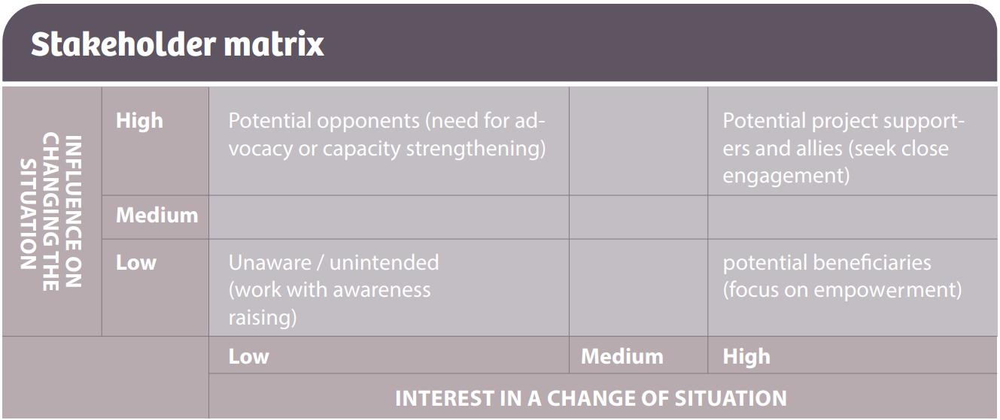 Stakeholder matrix
INFLUENCE ON
CHANGING THE
SITUATION
High
Potential opponents (need for ad-
vocacy or capacity strengthening)
Potential project support-
ers and allies (seek close
engagement)
Medium
Low
Unaware / unintended
(work with awareness
raising)
potential beneficiaries
(focus on empowerment)
Low
Medium
High
INTEREST IN A CHANGE OF SITUATION